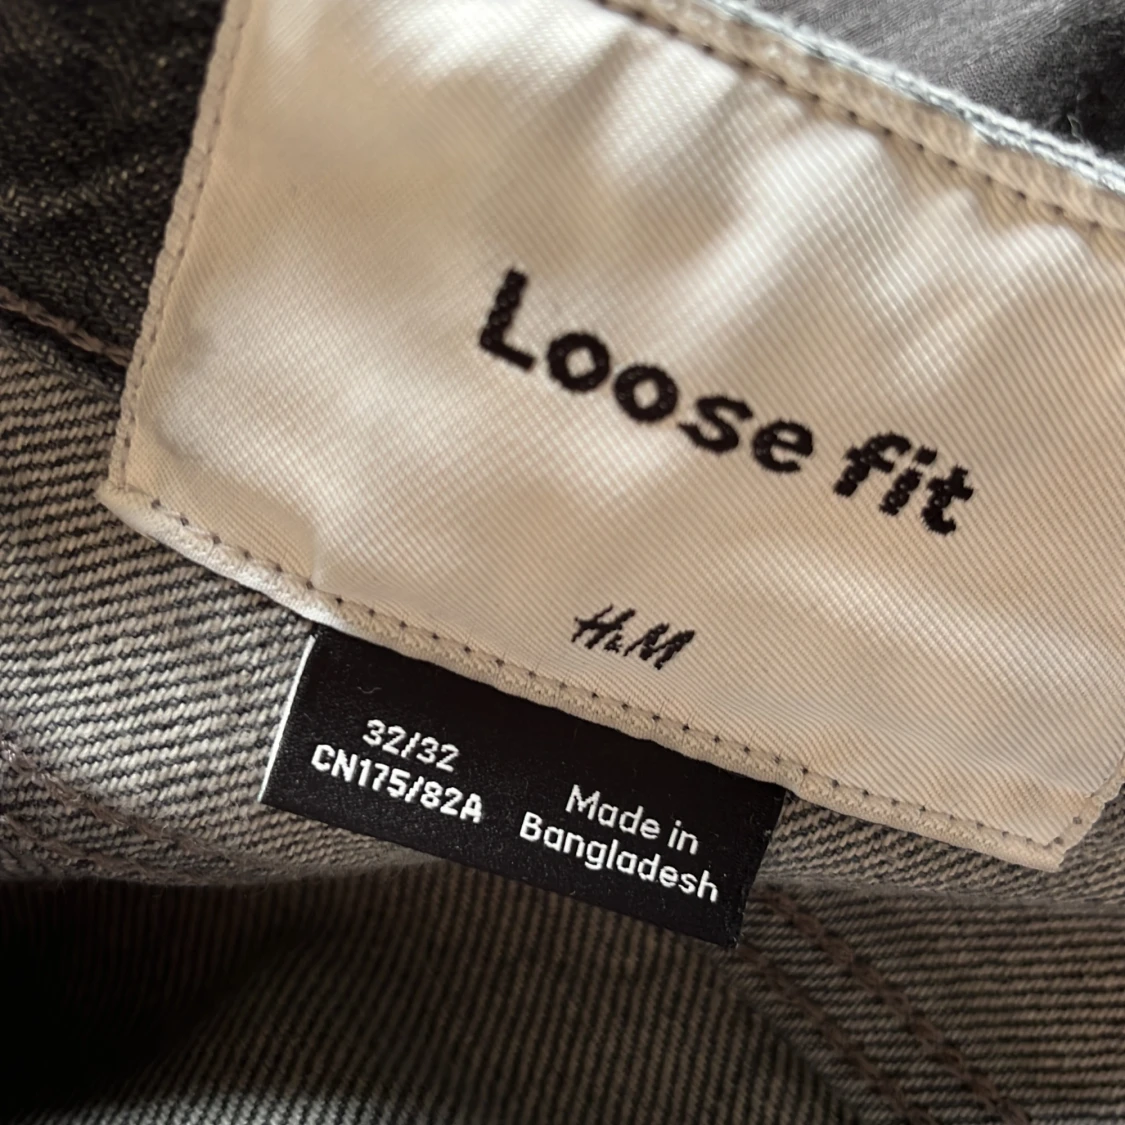 Loose fit
H&M
32/32
CN175/82A
Made in
Bangladesh